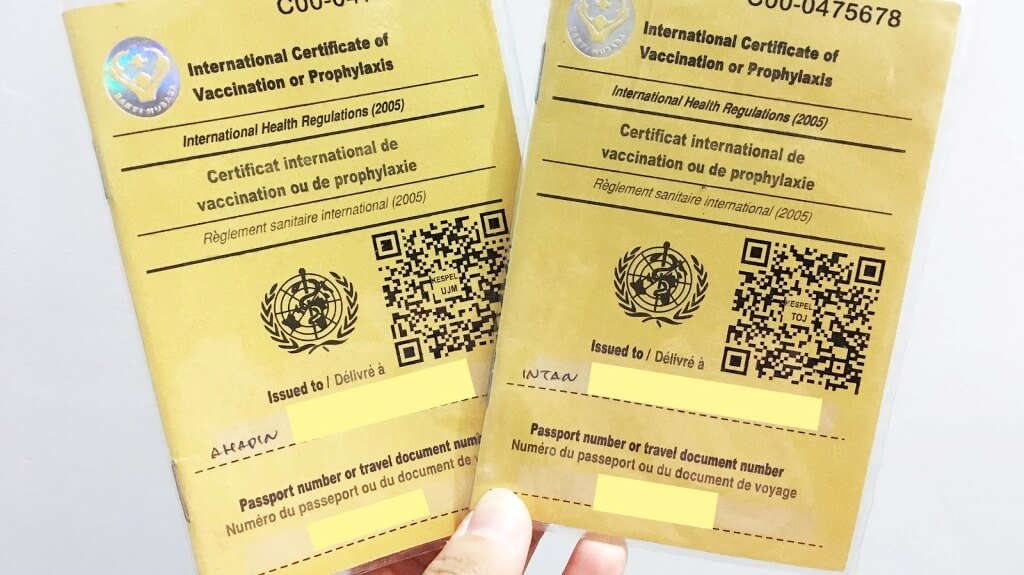 International Certificate of
Vaccination or Prophylaxis
International Health Regulations (2005)
Certificat international de
vaccination ou de prophylaxie
Règlement sanitaire international (2005)
KESPEL
UJM
Issued to / Délivré à
AHADIN
Passport number or travel document
Numéro du passeport ou du document de
C00-0475678
BAKTI HUSADA
International Certificate of
Vaccination or Prophylaxis
International Health Regulations (2005)
Certificat international de
vaccination ou de prophylaxie
Règlement sanitaire international (2005)
KESPEL
TOJ
Issued to / Délivré à
INTAN
Passport number or travel document number
Numéro du passeport ou du document de voyage